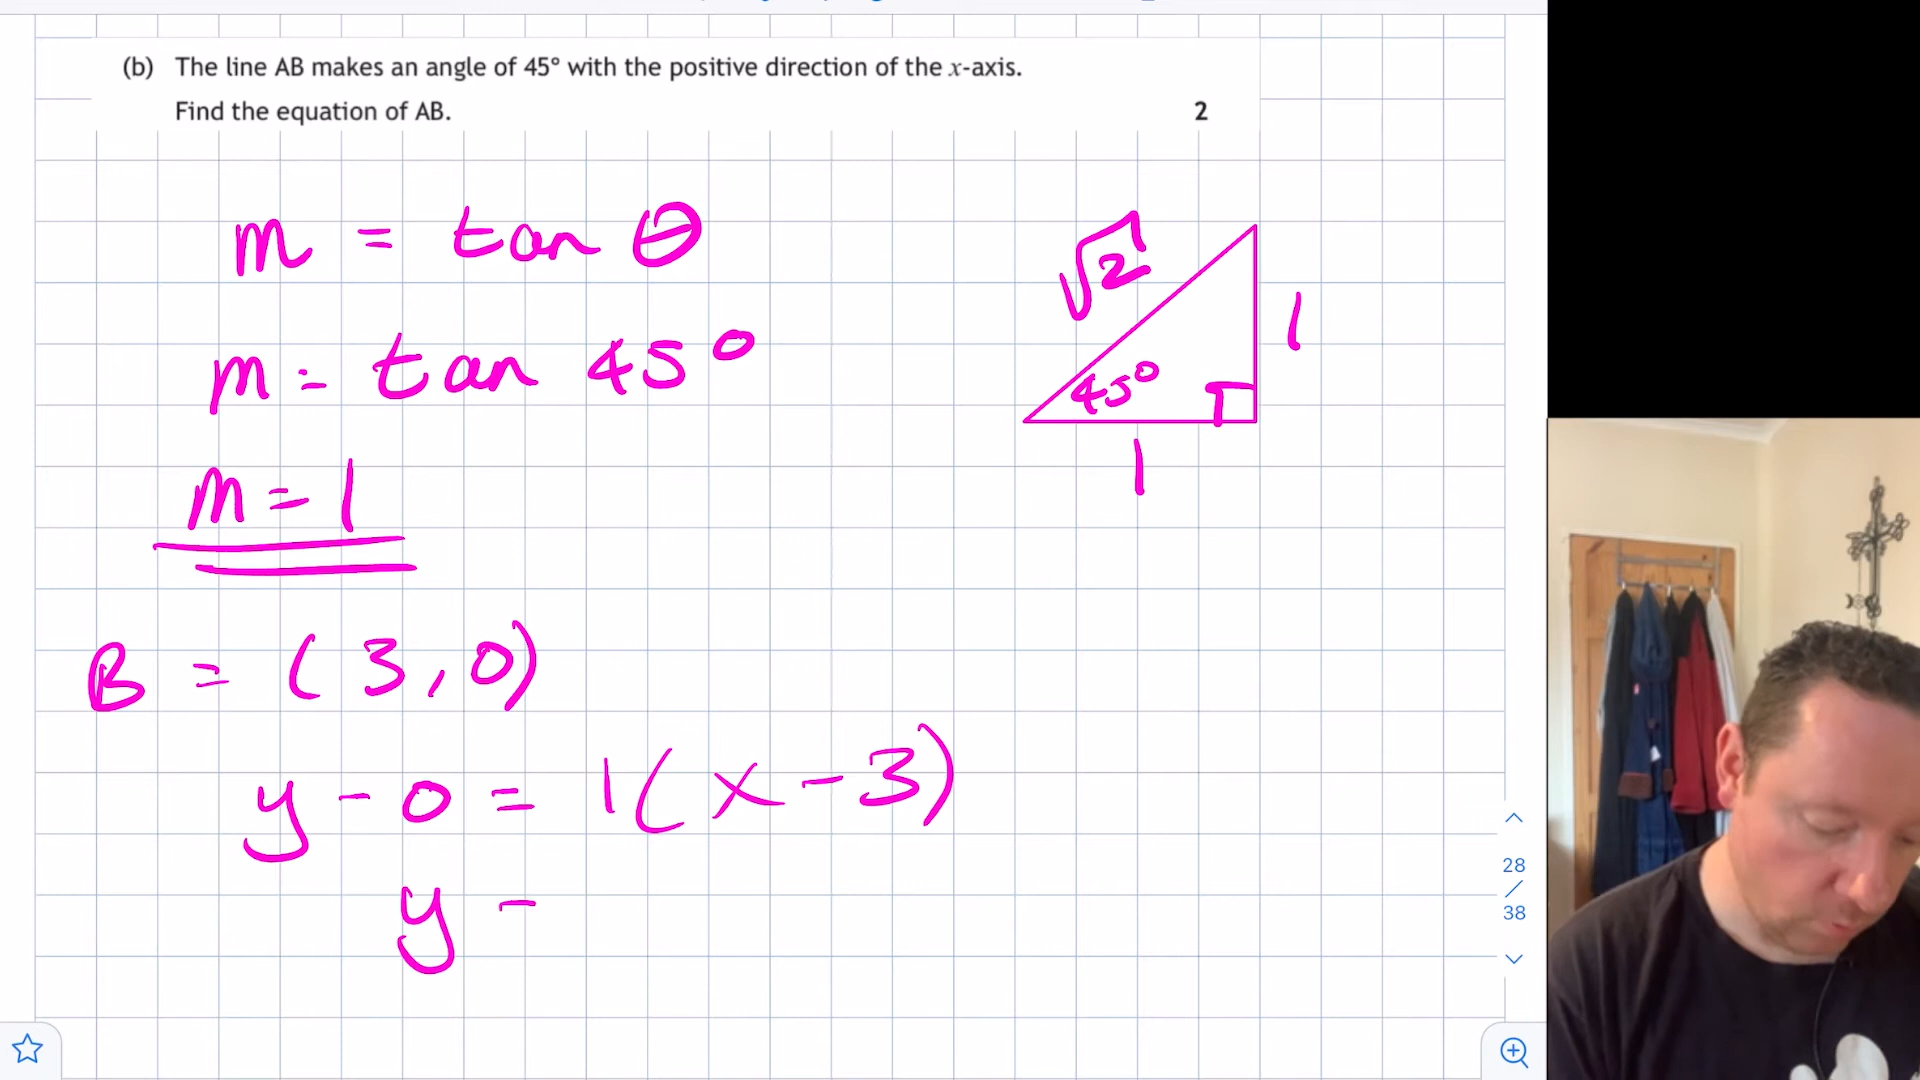 (b) The line AB makes an angle of 45° with the positive direction of the x-axis.
Find the equation of AB. 2
m = tan θ
m = tan 45°
m = 1
B = (3, 0)
y - 0 = 1(x - 3)
y -
√2
1
45°
1
28
/
38